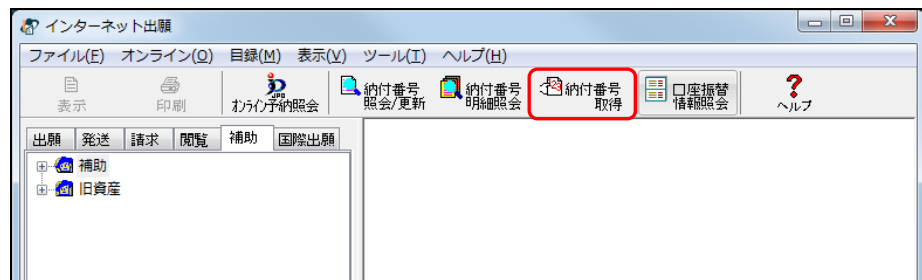 インターネット出願
ファイル(F) オンライン(O) 目録(M) 表示(V) ツール(T) ヘルプ(H)
表示
印刷
JPO
オンライン予納照会
納付番号
照会/更新
納付番号
明細照会
納付番号
取得
口座振替
情報照会
ヘルプ
出願 発送 請求 閲覧 補助 国際出願
補助
旧資産